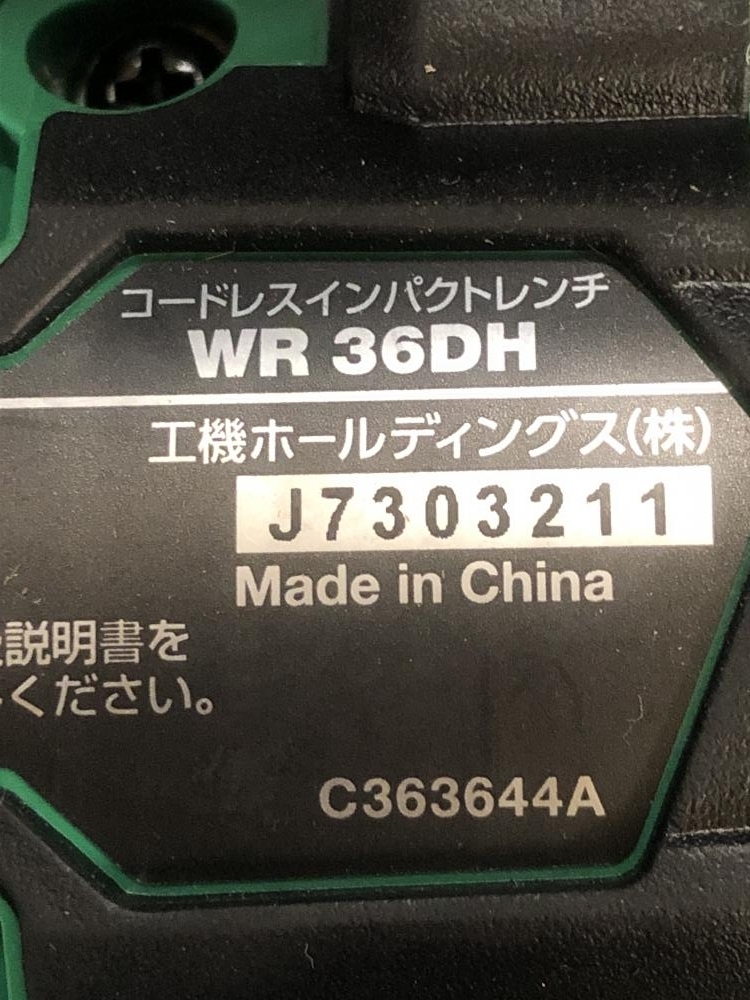 コードレスインパクトレンチ
WR 36DH
工機ホールディングス(株)
J7303211
Made in China
説明書を
ください。
C363644A